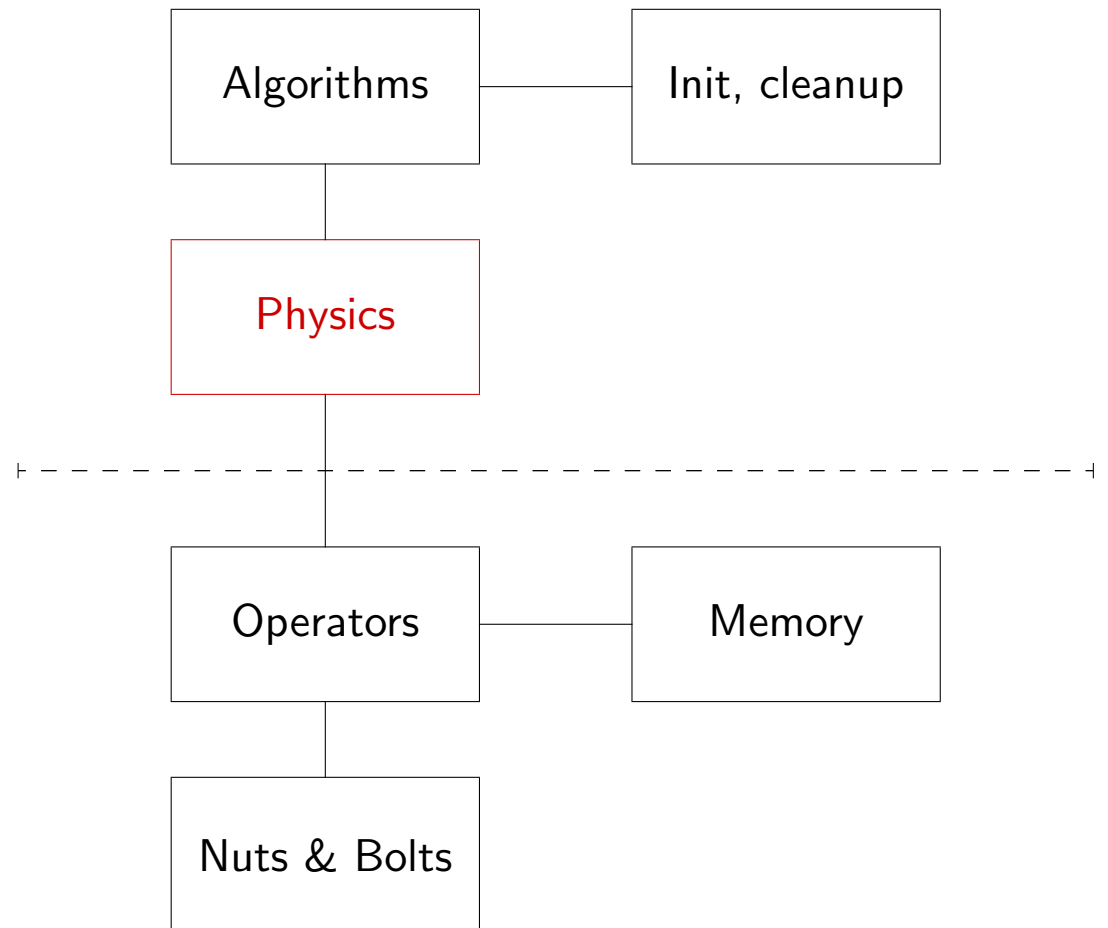 Algorithms
Init, cleanup
Physics
Operators
Memory
Nuts & Bolts